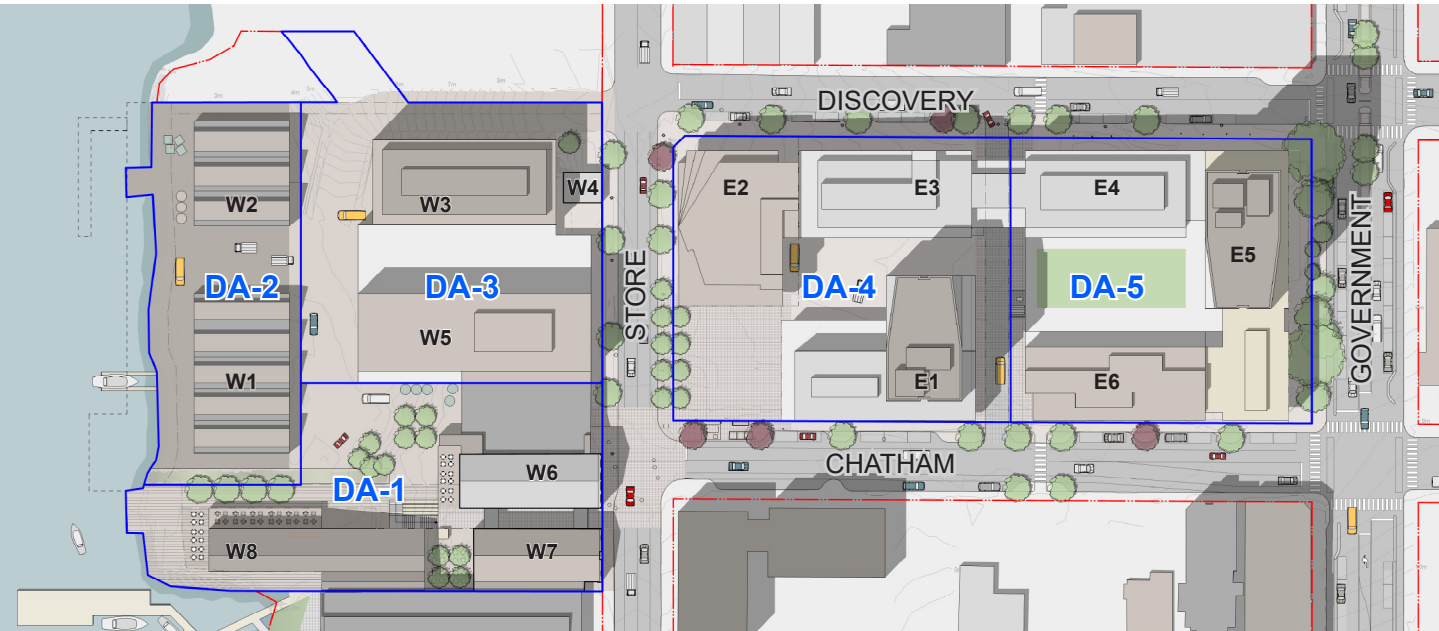 DISCOVERY
W2
W3
W4
E2
E3
E4
E5
DA-2
DA-3
DA-4
DA-5
STORE
GOVERNMENT
W1
W5
E1
E6
CHATHAM
DA-1
W6
W8
W7